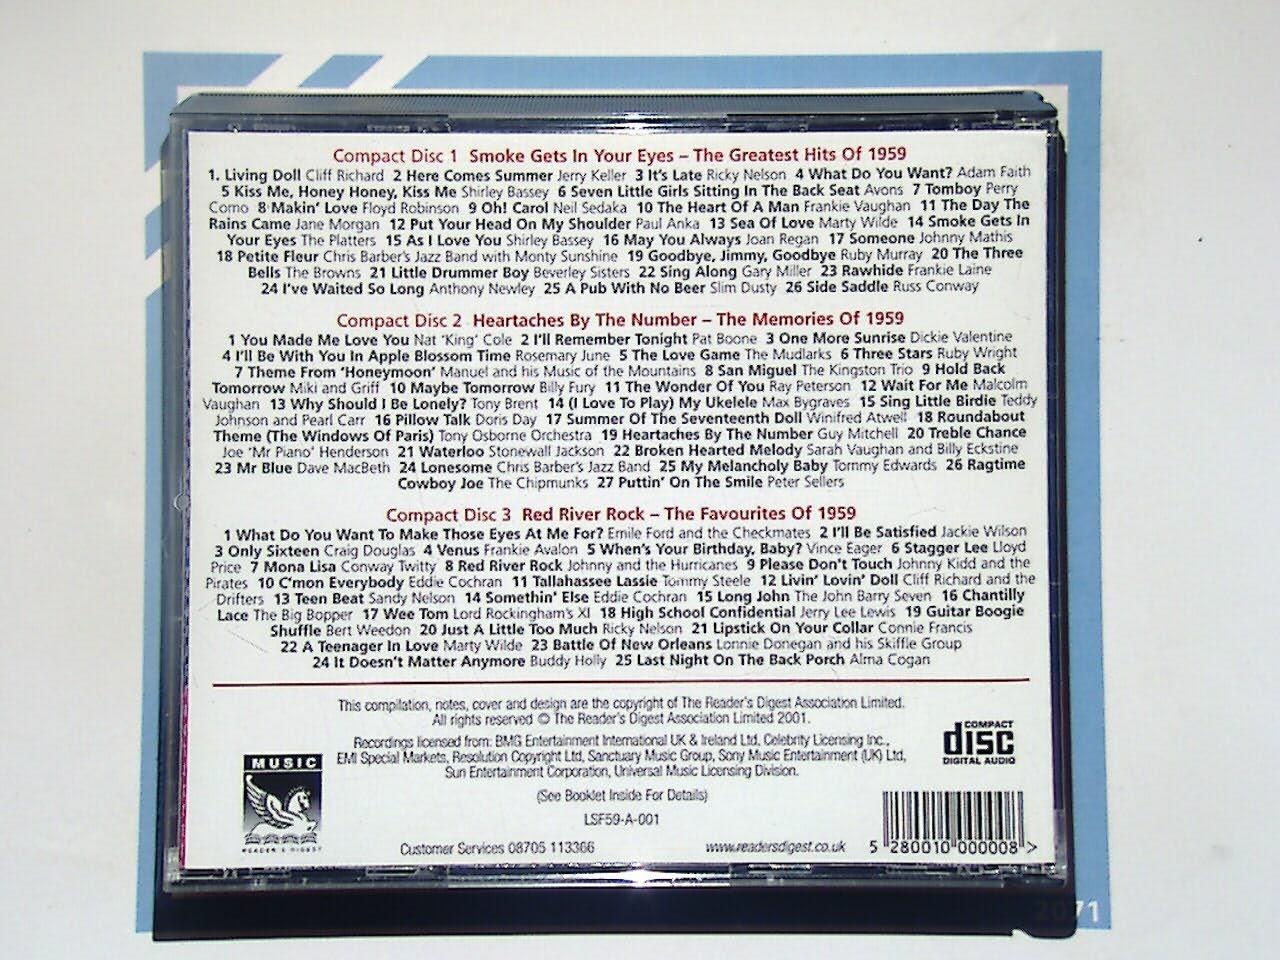 Compact Disc 1 Smoke Gets In Your Eyes – The Greatest Hits Of 1959
1. Living Doll Cliff Richard 2 Here Comes Summer Jerry Keller 3 It's Late Ricky Nelson 4 What Do You Want? Adam Faith
5 Kiss Me, Honey Honey, Kiss Me Shirley Bassey 6 Seven Little Girls Sitting In The Back Seat Avons 7 Tomboy Perry
Como 8 Makin' Love Floyd Robinson 9 Oh! Carol Neil Sedaka 10 The Heart Of A Man Frankie Vaughan 11 The Day The
Rains Came Jane Morgan 12 Put Your Head On My Shoulder Paul Anka 13 Sea Of Love Marty Wilde 14 Smoke Gets In
Your Eyes The Platters 15 As I Love You Shirley Bassey 16 May You Always Joan Regan 17 Someone Johnny Mathis
18 Petite Fleur Chris Barber's Jazz Band with Monty Sunshine 19 Goodbye, Jimmy, Goodbye Ruby Murray 20 The Three
Bells The Browns 21 Little Drummer Boy Beverley Sisters 22 Sing Along Gary Miller 23 Rawhide Frankie Laine
24 I've Waited So Long Anthony Newley 25 A Pub With No Beer Slim Dusty 26 Side Saddle Russ Conway
Compact Disc 2 Heartaches By The Number – The Memories Of 1959
1 You Made Me Love You Nat 'King' Cole 2 I'll Remember Tonight Pat Boone 3 One More Sunrise Dickie Valentine
4 I'll Be With You In Apple Blossom Time Rosemary June 5 The Love Game The Mudlarks 6 Three Stars Ruby Wright
7 Theme From 'Honeymoon' Manuel and his Music of the Mountains 8 San Miguel The Kingston Trio 9 Hold Back
Tomorrow Miki and Griff 10 Maybe Tomorrow Billy Fury 11 The Wonder Of You Ray Peterson 12 Wait For Me Malcolm
Vaughan 13 Why Should I Be Lonely? Tony Brent 14 (I Love To Play) My Ukelele Max Bygraves 15 Sing Little Birdie Teddy
Johnson and Pearl Carr 16 Pillow Talk Doris Day 17 Summer Of The Seventeenth Doll Winifred Atwell 18 Roundabout
Theme (The Windows Of Paris) Tony Osborne Orchestra 19 Heartaches By The Number Guy Mitchell 20 Treble Chance
Joe 'Mr Piano' Henderson 21 Waterloo Stonewall Jackson 22 Broken Hearted Melody Sarah Vaughan and Billy Eckstine
23 Mr Blue Dave MacBeth 24 Lonesome Chris Barber's Jazz Band 25 My Melancholy Baby Tommy Edwards 26 Ragtime
Cowboy Joe The Chipmunks 27 Puttin' On The Smile Peter Sellers
Compact Disc 3 Red River Rock – The Favourites Of 1959
1 What Do You Want To Make Those Eyes At Me For? Emile Ford and the Checkmates 2 I'll Be Satisfied Jackie Wilson
3 Only Sixteen Craig Douglas 4 Venus Frankie Avalon 5 When's Your Birthday, Baby? Vince Eager 6 Stagger Lee Lloyd
Price 7 Mona Lisa Conway Twitty 8 Red River Rock Johnny and the Hurricanes 9 Please Don't Touch Johnny Kidd and the
Pirates 10 C'mon Everybody Eddie Cochran 11 Tallahassee Lassie Tommy Steele 12 Livin' Lovin' Doll Cliff Richard and the
Drifters 13 Teen Beat Sandy Nelson 14 Somethin' Else Eddie Cochran 15 Long John The John Barry Seven 16 Chantilly
Lace The Big Bopper 17 Wee Tom Lord Rockingham's XI 18 High School Confidential Jerry Lee Lewis 19 Guitar Boogie
Shuffle Bert Weedon 20 Just A Little Too Much Ricky Nelson 21 Lipstick On Your Collar Connie Francis
22 A Teenager In Love Marty Wilde 23 Battle Of New Orleans Lonnie Donegan and his Skiffle Group
24 It Doesn't Matter Anymore Buddy Holly 25 Last Night On The Back Porch Alma Cogan
This compilation, notes, cover and design are the copyright of The Reader's Digest Association Limited.
All rights reserved © The Reader's Digest Association Limited 2001.
Recordings licensed from: BMG Entertainment International UK & Ireland Ltd, Celebrity Licensing Inc.,
EMI Special Markets, Resolution Copyright Ltd, Sanctuary Music Group, Sony Music Entertainment (UK) Ltd,
Sun Entertainment Corporation, Universal Music Licensing Division.
(See Booklet Inside For Details)
LSF59-A-001
Customer Services 08705 113366
www.readersdigest.co.uk
MUSIC
READER'S DIGEST
COMPACT
disc
DIGITAL AUDIO
5 280010 000008 >
2071